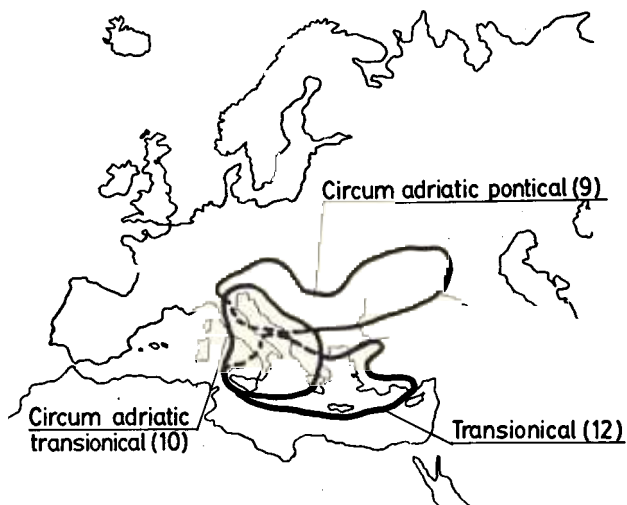 Circum adriatic pontical (9)
Circum adriatic
transionical (10)
Transionical (12)